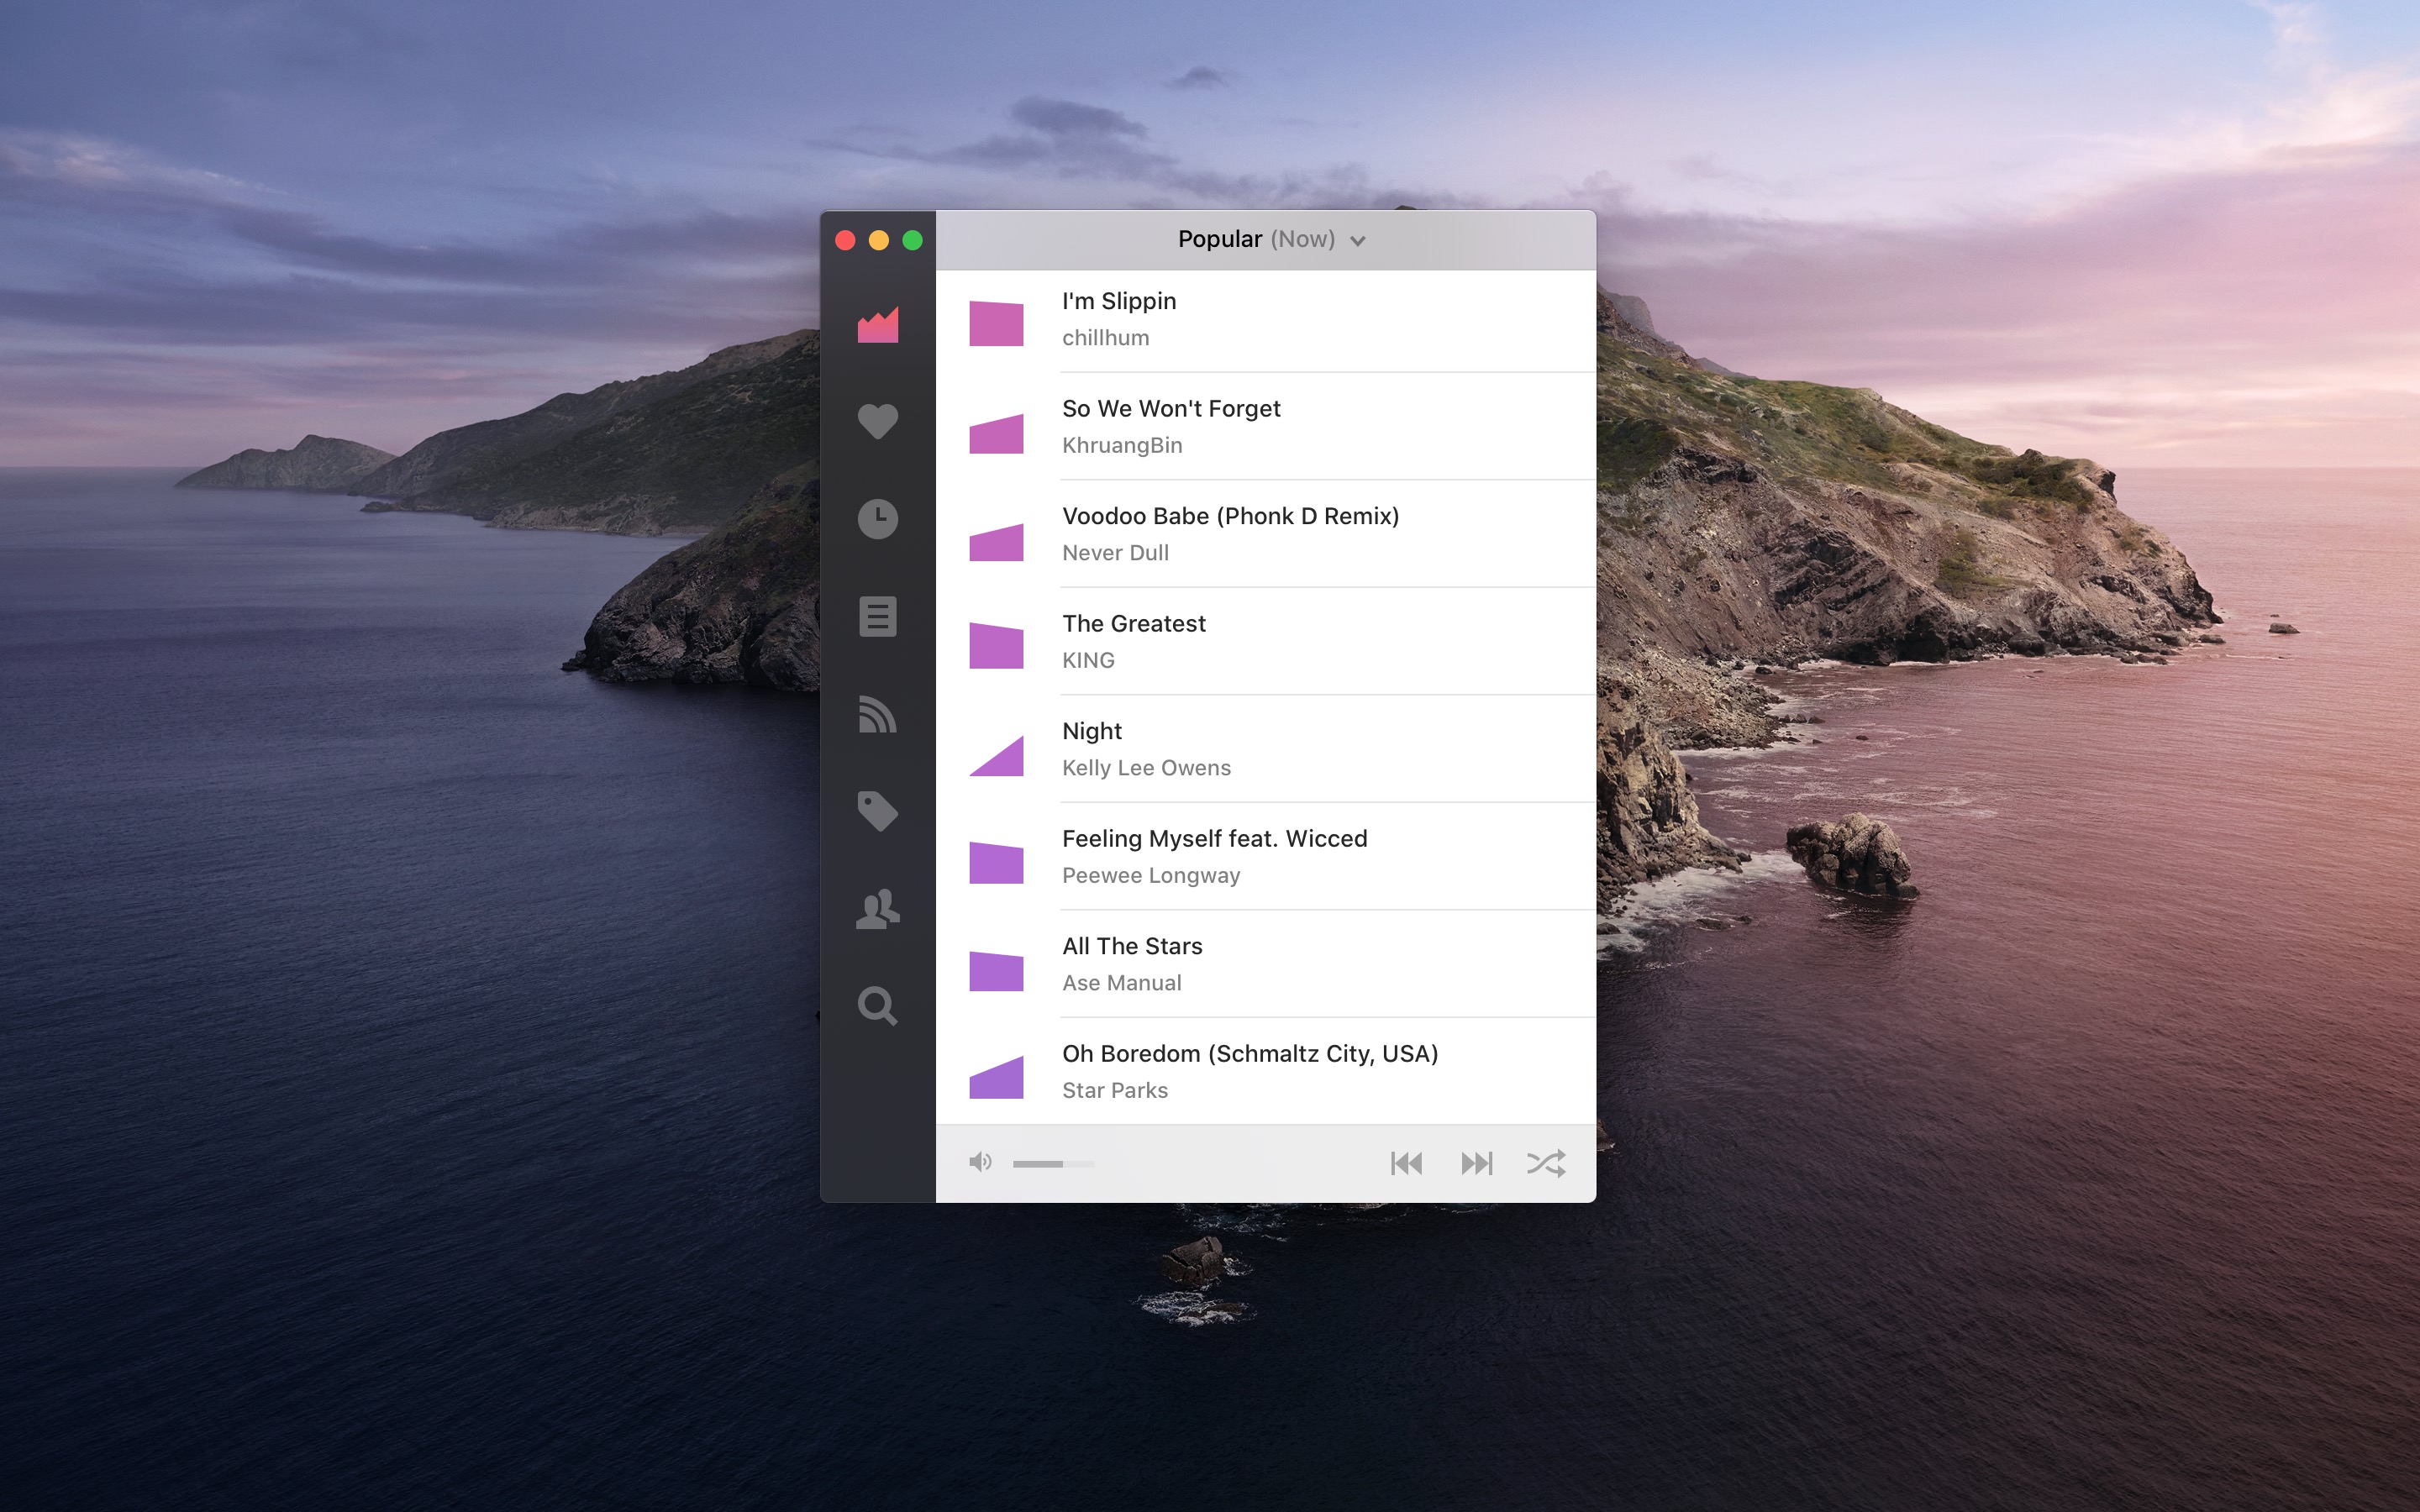 Popular (Now)
I'm Slippin
chillhum
So We Won't Forget
KhruangBin
Voodoo Babe (Phonk D Remix)
Never Dull
The Greatest
KING
Night
Kelly Lee Owens
Feeling Myself feat. Wicced
Peewee Longway
All The Stars
Ase Manual
Oh Boredom (Schmaltz City, USA)
Star Parks